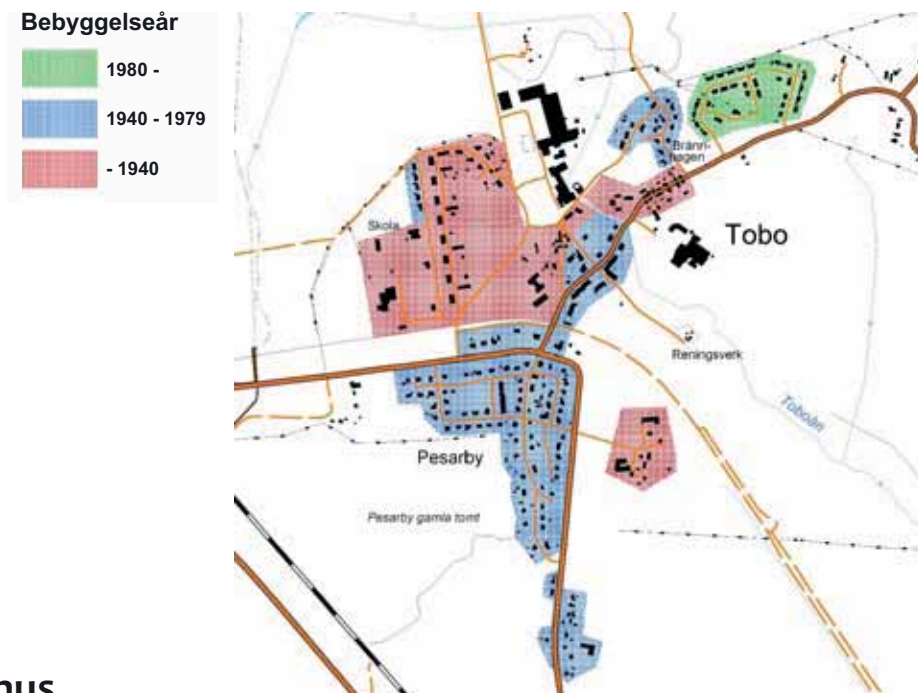 Bebyggelseår
1980 -
1940 - 1979
- 1940
Skola
Tobo
Reningsverk
Toboån
Pesarby
Pesarby gamla tomt